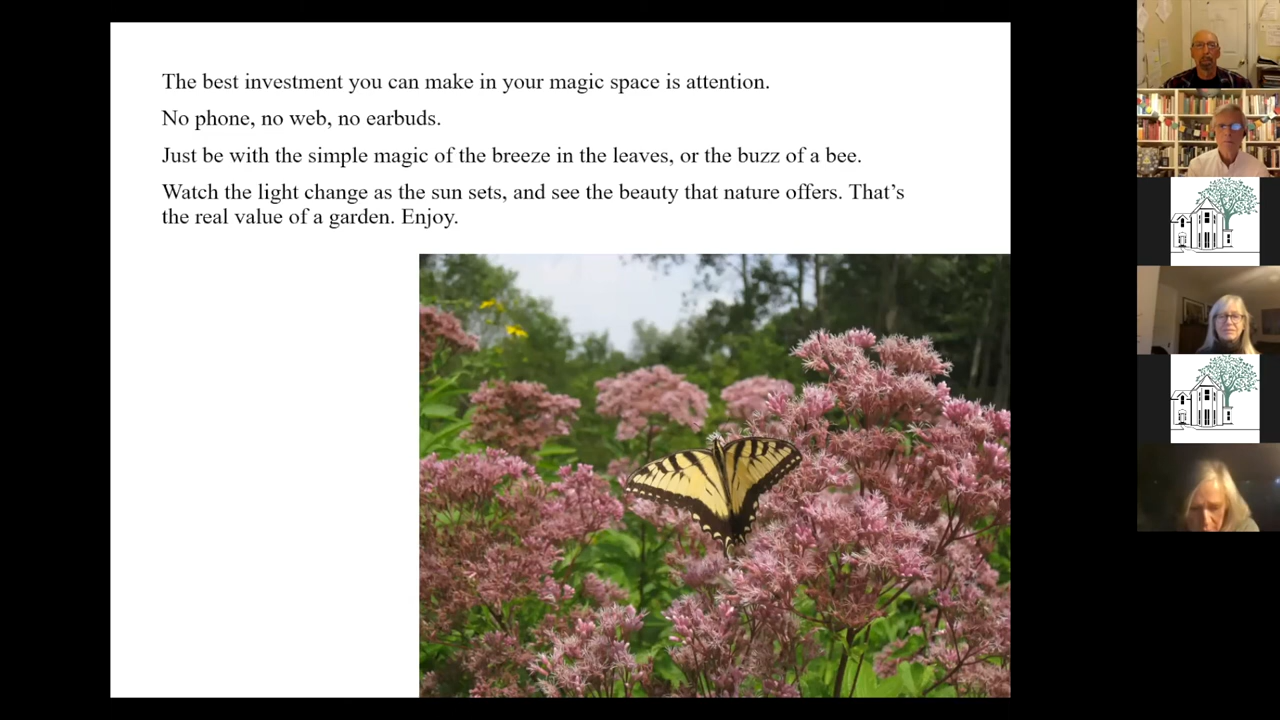 The best investment you can make in your magic space is attention.
No phone, no web, no earbuds.
Just be with the simple magic of the breeze in the leaves, or the buzz of a bee.
Watch the light change as the sun sets, and see the beauty that nature offers. That’s
the real value of a garden. Enjoy.